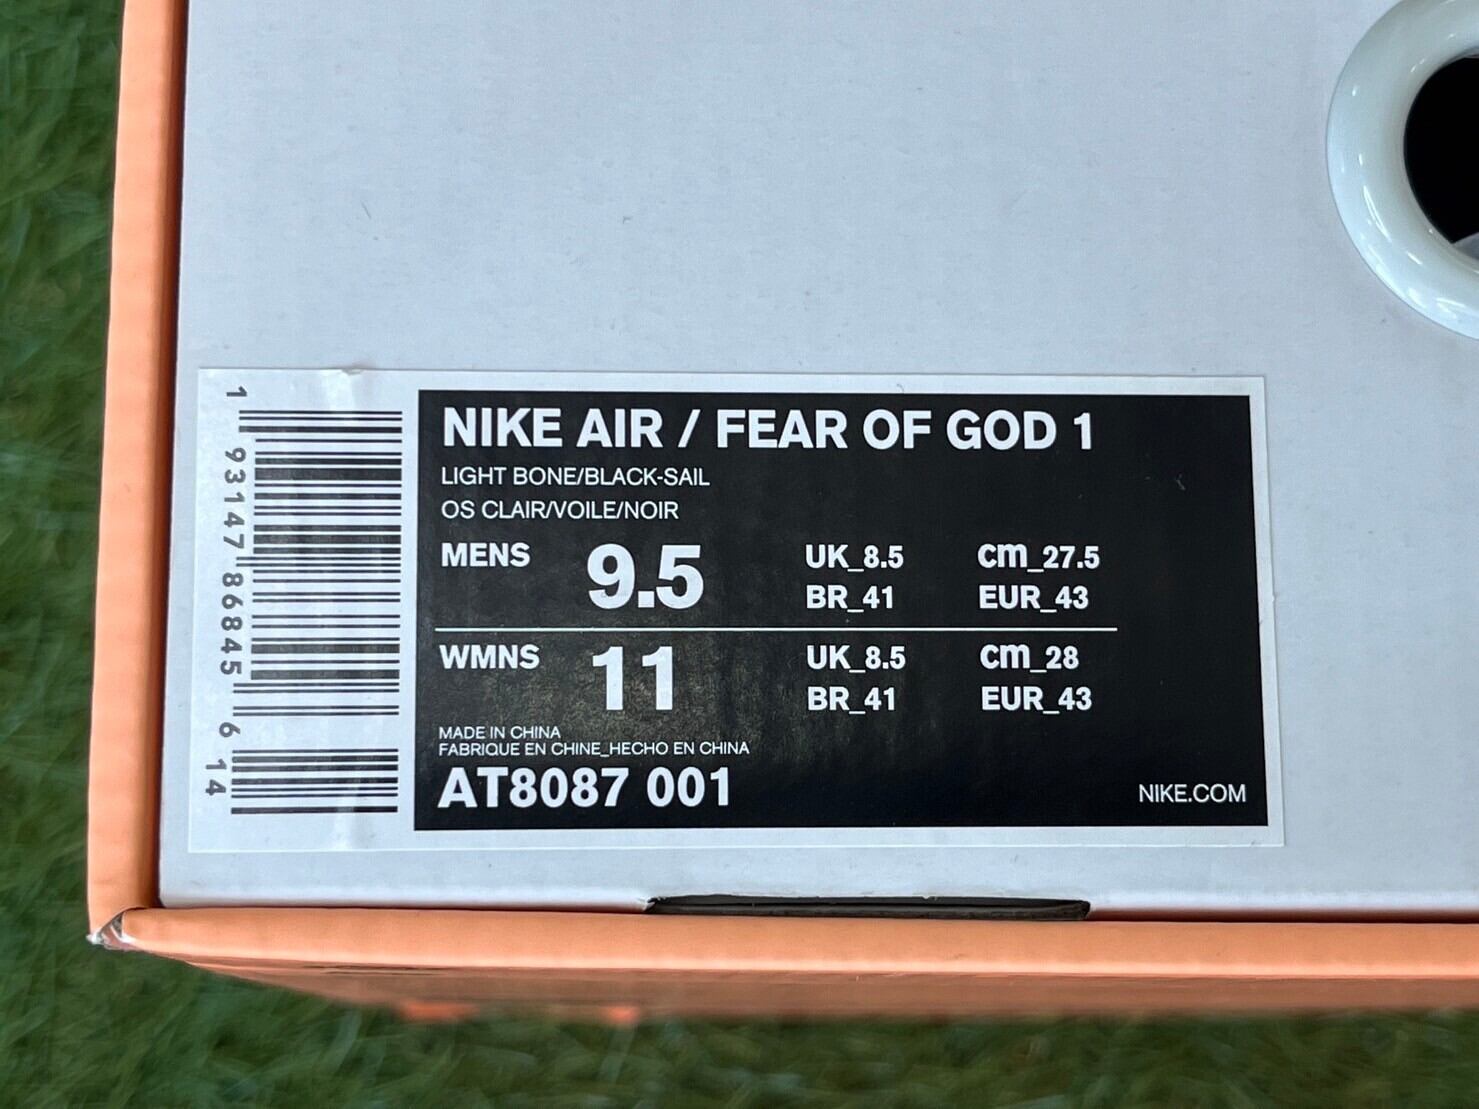 1 93147 86845 6 14
NIKE AIR / FEAR OF GOD 1
LIGHT BONE/BLACK-SAIL
OS CLAIR/VOILE/NOIR
MENS 9.5 UK_8.5 cm_27.5
BR_41 EUR_43
WMNS 11 UK_8.5 cm_28
BR_41 EUR_43
MADE IN CHINA
FABRIQUE EN CHINE_HECHO EN CHINA
AT8087 001
NIKE.COM